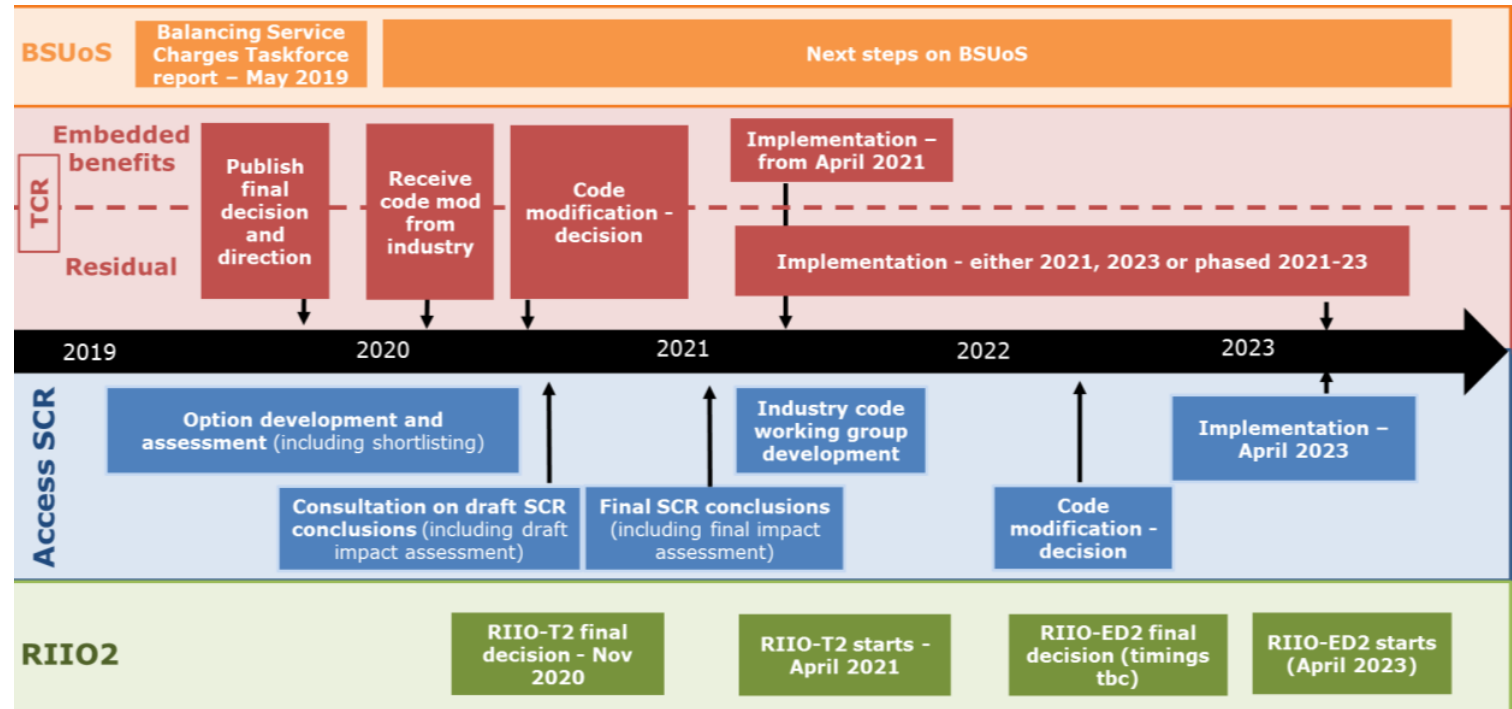 BSUoS
Balancing Service
Charges Taskforce
report – May 2019
Next steps on BSUoS
TCR
Embedded
benefits
Residual
Publish
final
decision
and
direction
Receive
code mod
from
industry
Code
modification -
decision
Implementation –
from April 2021
Implementation - either 2021, 2023 or phased 2021-23
2019
2020
2021
2022
2023
Access SCR
Option development and
assessment (including shortlisting)
Consultation on draft SCR
conclusions (including draft
impact assessment)
Final SCR conclusions
(including final impact
assessment)
Industry code
working group
development
Code
modification -
decision
Implementation –
April 2023
RIIO2
RIIO-T2 final
decision - Nov
2020
RIIO-T2 starts -
April 2021
RIIO-ED2 final
decision (timings
tbc)
RIIO-ED2 starts
(April 2023)